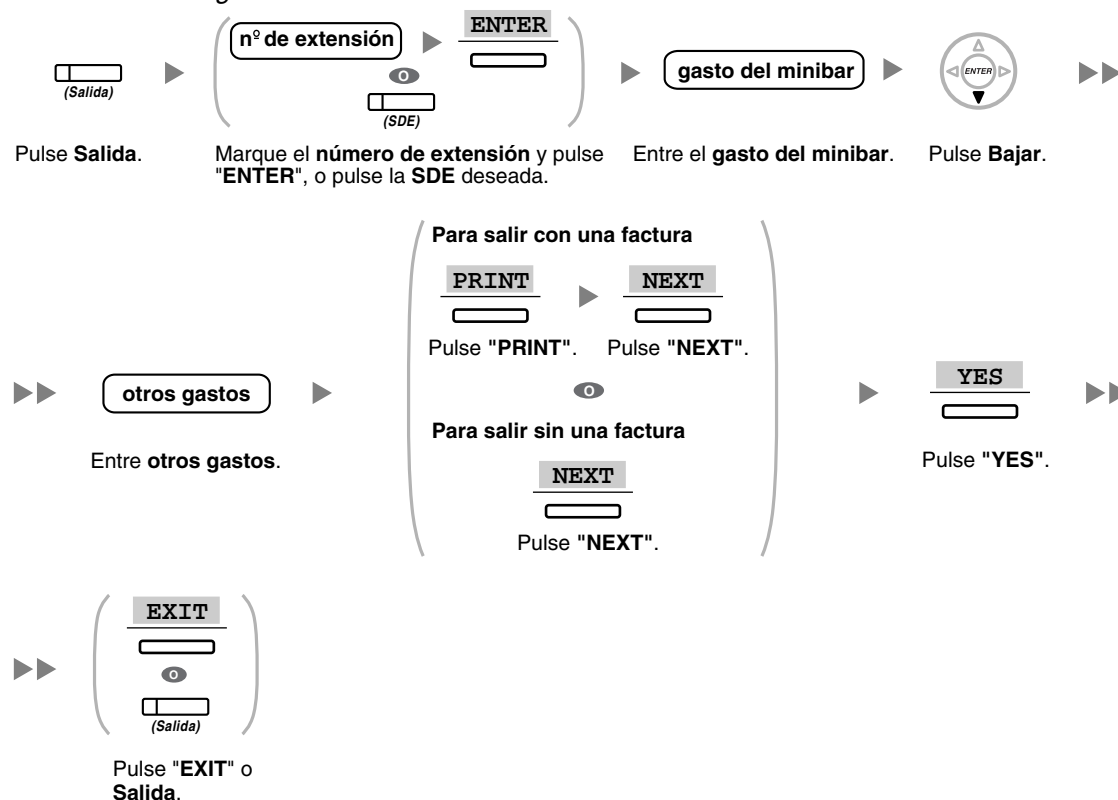 nº de extensión
ENTER
O
(SDE)
(Salida)
gasto del minibar
ENTER
Pulse Salida.
Marque el número de extensión y pulse
"ENTER", o pulse la SDE deseada.
Entre el gasto del minibar.
Pulse Bajar.
otros gastos
Entre otros gastos.
Para salir con una factura
PRINT
NEXT
Pulse "PRINT".
Pulse "NEXT".
O
Para salir sin una factura
NEXT
Pulse "NEXT".
YES
Pulse "YES".
EXIT
O
(Salida)
Pulse "EXIT" o
Salida.